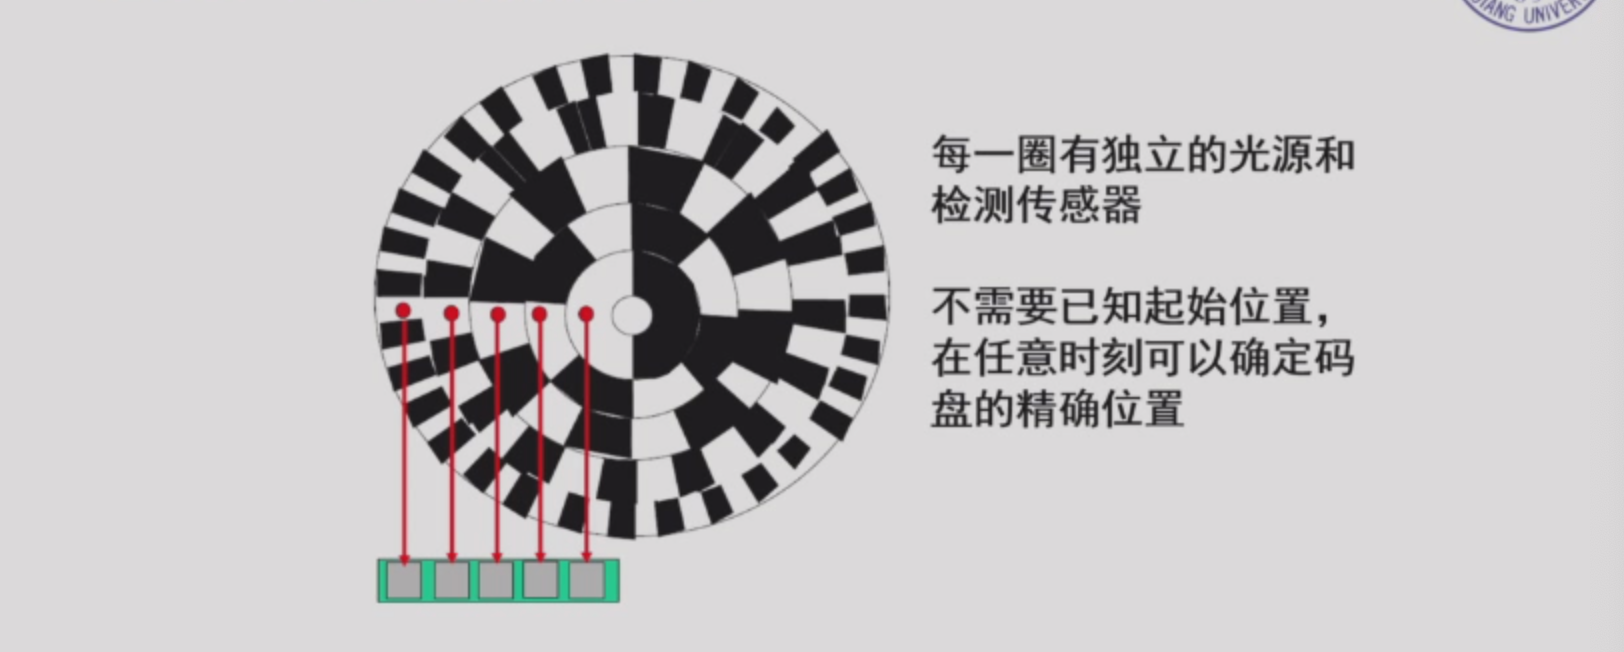 UNIVER
每一圈有独立的光源和
检测传感器
不需要已知起始位置，
在任意时刻可以确定码
盘的精确位置